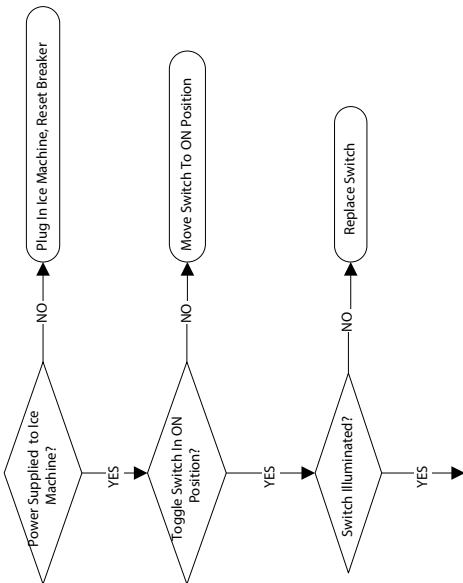 Power Supplied to Ice
Machine?
NO
Plug In Ice Machine, Reset Breaker
YES
Toggle Switch In ON
Position?
NO
Move Switch To ON Position
YES
Switch Illuminated?
NO
Replace Switch
YES